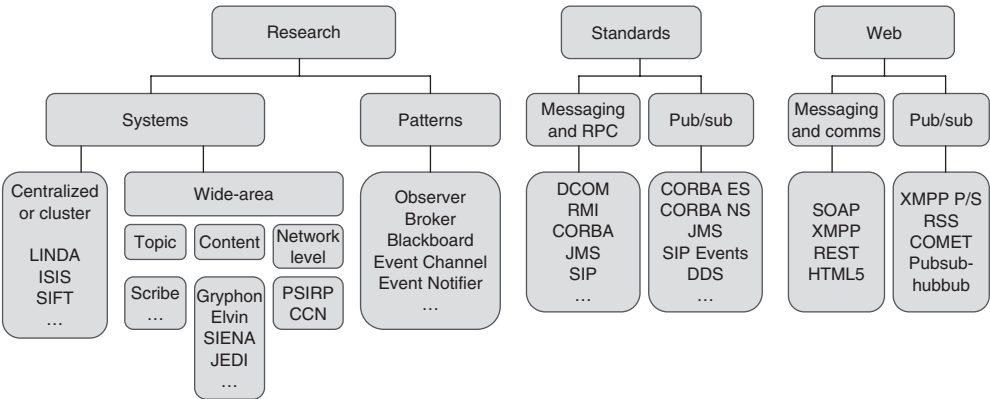 Research
Standards
Web
Systems
Patterns
Messaging
and RPC
Pub/sub
Messaging
and comms
Pub/sub
Centralized
or cluster
LINDA
ISIS
SIFT
…
Wide-area
Topic
Content
Network
level
Scribe
…
Gryphon
Elvin
SIENA
JEDI
…
PSIRP
CCN
Observer
Broker
Blackboard
Event Channel
Event Notifier
…
DCOM
RMI
CORBA
JMS
SIP
…
CORBA ES
CORBA NS
JMS
SIP Events
DDS
…
SOAP
XMPP
REST
HTML5
XMPP P/S
RSS
COMET
Pubsub-
hubbub